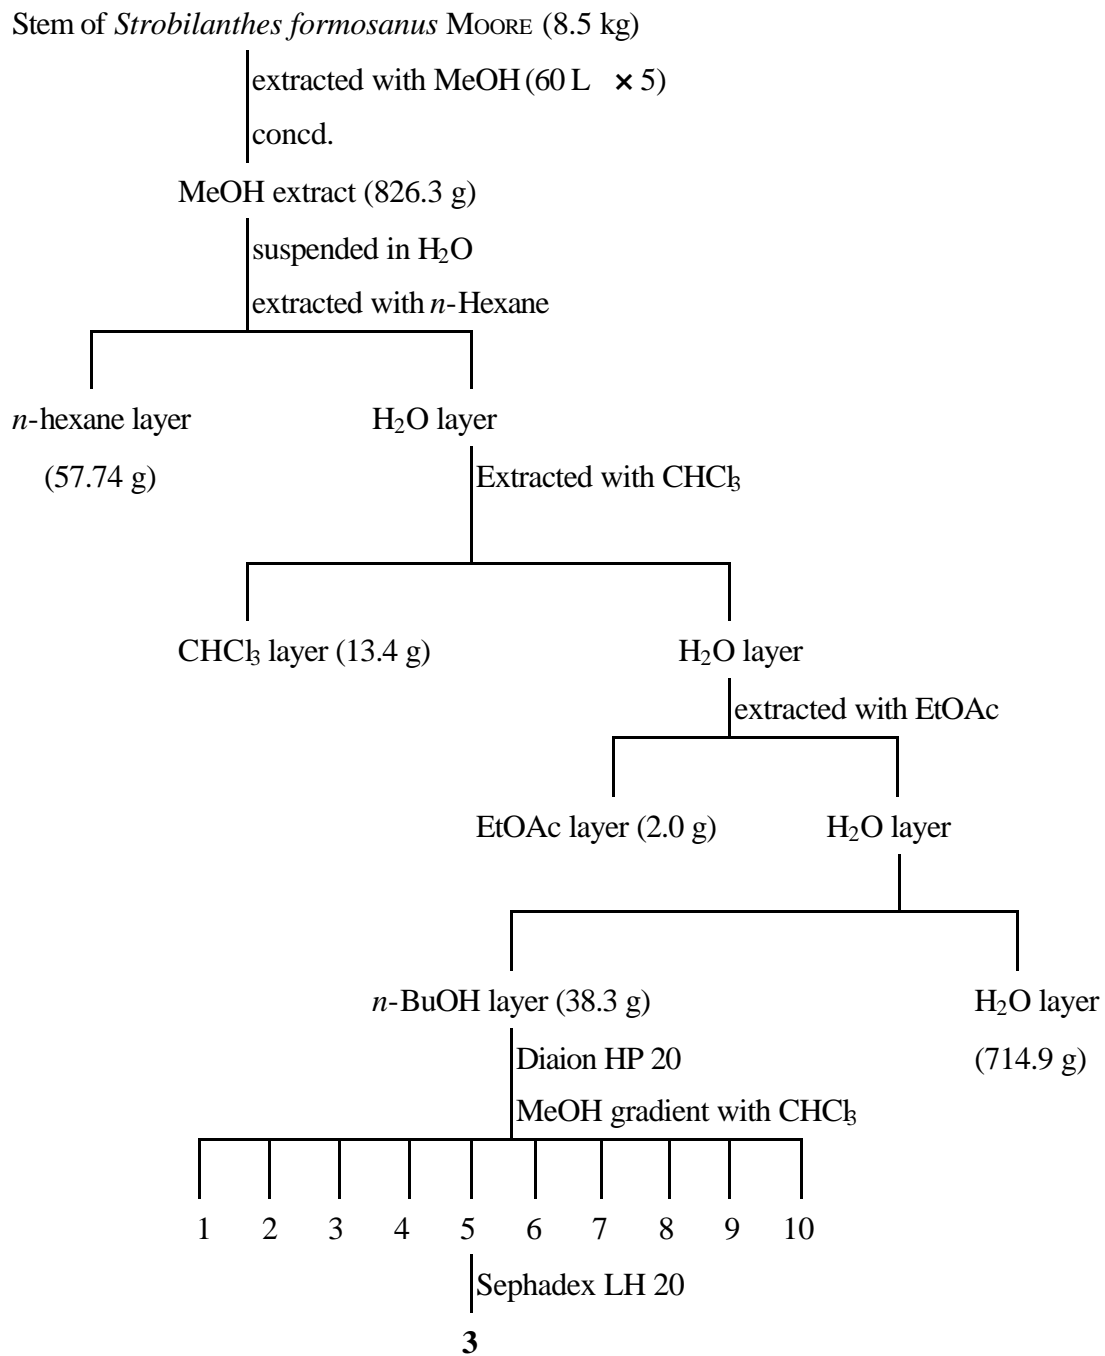 Stem of Strobilanthes formosanus MOORE (8.5 kg)
extracted with MeOH (60 L × 5)
concd.
MeOH extract (826.3 g)
suspended in H2O
extracted with n-Hexane
n-hexane layer H2O layer
(57.74 g) Extracted with CHCl3
CHCl3 layer (13.4 g) H2O layer
extracted with EtOAc
EtOAc layer (2.0 g) H2O layer
n-BuOH layer (38.3 g) H2O layer
Diaion HP 20 (714.9 g)
MeOH gradient with CHCl3
1 2 3 4 5 6 7 8 9 10
Sephadex LH 20
3